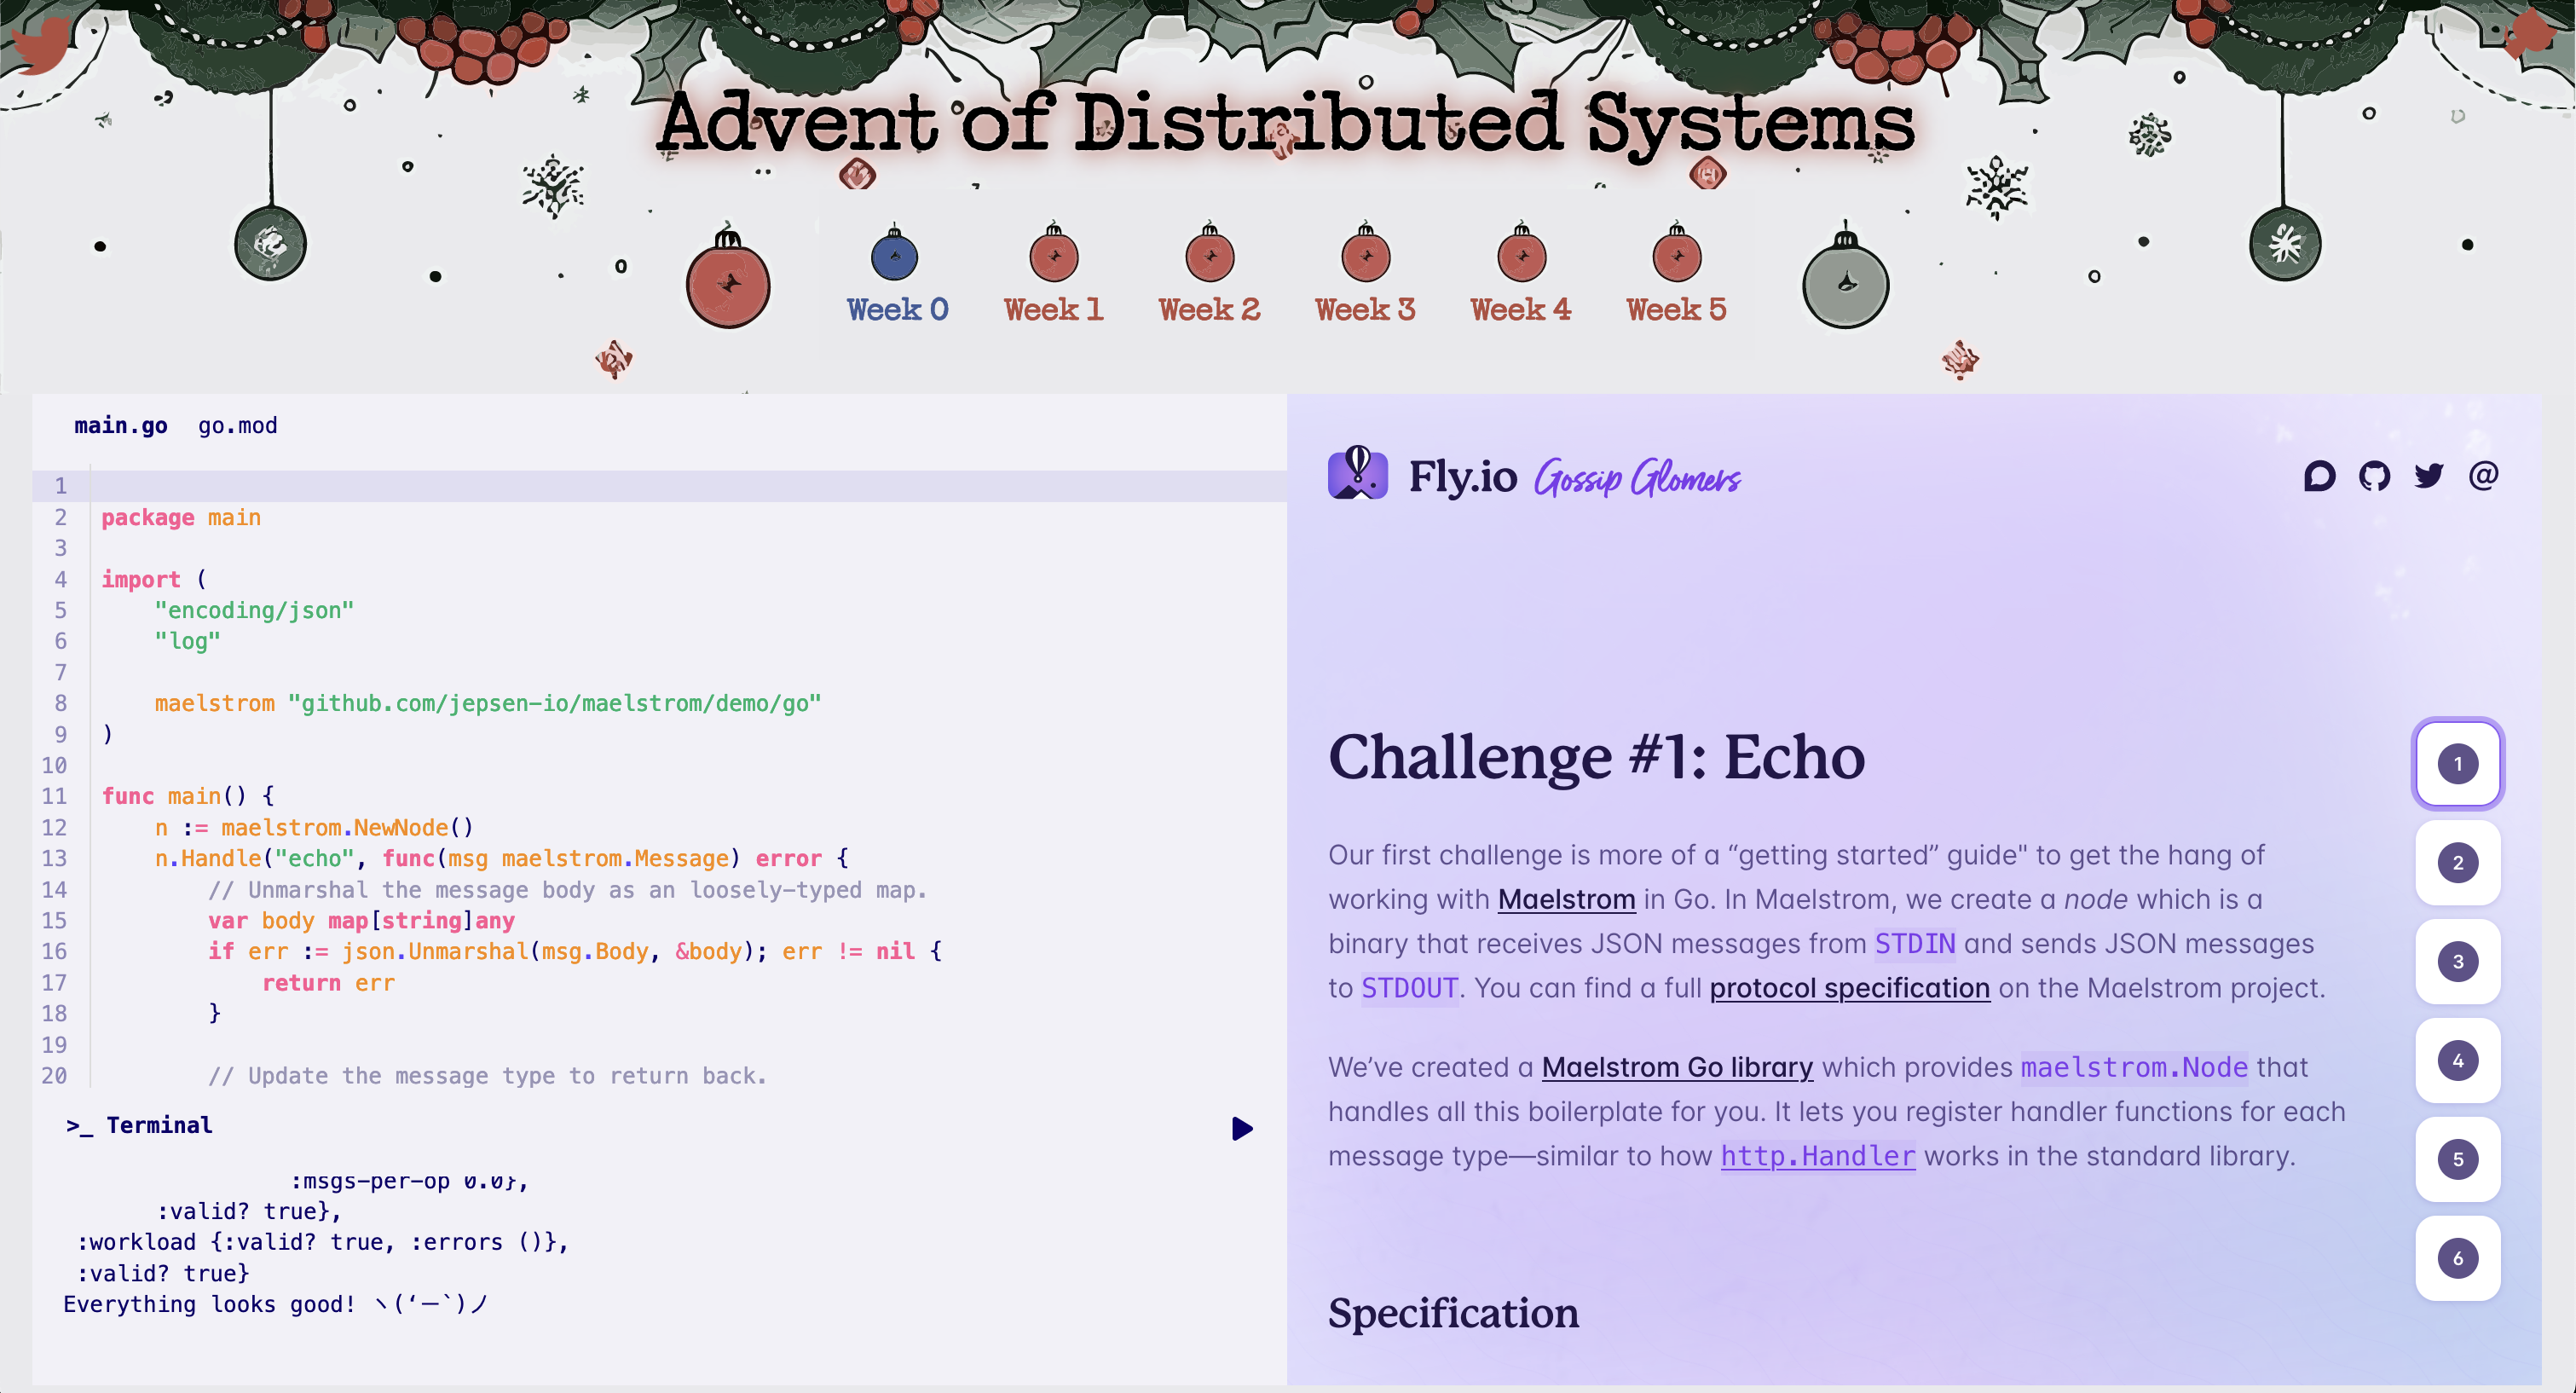 Advent of Distributed Systems
Week 0 Week 1 Week 2 Week 3 Week 4 Week 5
main.go go.mod
1
2 package main
3
4 import (
5 "encoding/json"
6 "log"
7
8 maelstrom "github.com/jepsen-io/maelstrom/demo/go"
9 )
10
11 func main() {
12 n := maelstrom.NewNode()
13 n.Handle("echo", func(msg maelstrom.Message) error {
14 // Unmarshal the message body as an loosely-typed map.
15 var body map[string]any
16 if err := json.Unmarshal(msg.Body, &body); err != nil {
17 return err
18 }
19
20 // Update the message type to return back.
>_ Terminal
:msgs-per-op 0.0},
:valid? true},
:workload {:valid? true, :errors ()},
:valid? true}
Everything looks good! ヽ(‘ー`)ノ
Fly.io Gossip Glomers
Challenge #1: Echo
Our first challenge is more of a “getting started” guide" to get the hang of
working with Maelstrom in Go. In Maelstrom, we create a node which is a
binary that receives JSON messages from STDIN and sends JSON messages
to STDOUT. You can find a full protocol specification on the Maelstrom project.
We’ve created a Maelstrom Go library which provides maelstrom.Node that
handles all this boilerplate for you. It lets you register handler functions for each
message type—similar to how http.Handler works in the standard library.
Specification
1
2
3
4
5
6